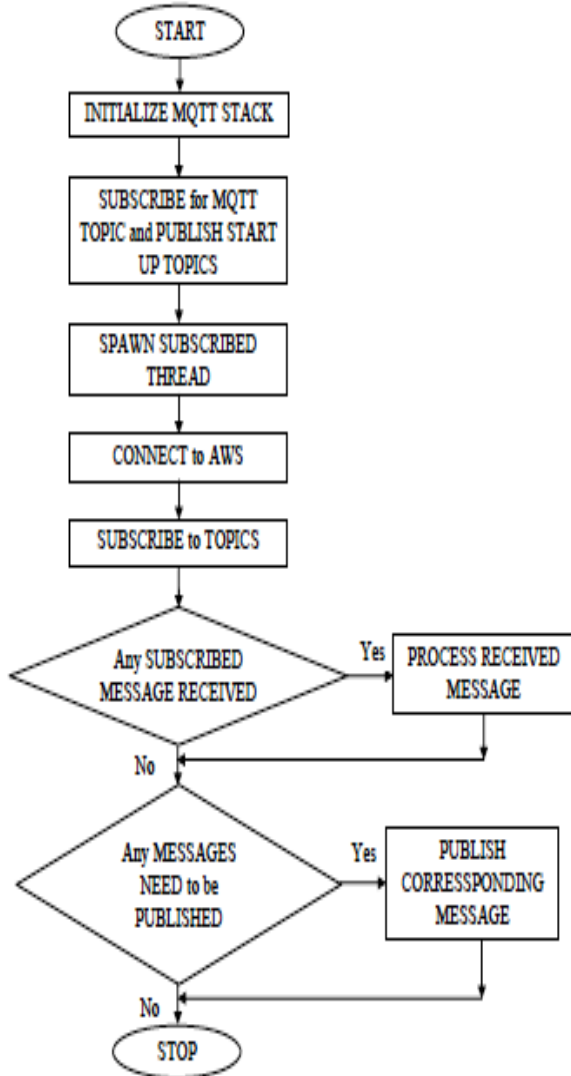 START
INITIALIZE MQTT STACK
SUBSCRIBE for MQTT
TOPIC and PUBLISH START
UP TOPICS
SPAWN SUBSCRIBED
THREAD
CONNECT to AWS
SUBSCRIBE to TOPICS
Any SUBSCRIBED
MESSAGE RECEIVED
Yes
PROCESS RECEIVED
MESSAGE
No
Any MESSAGES
NEED to be
PUBLISHED
Yes
PUBLISH
CORRESSPONDING
MESSAGE
No
STOP